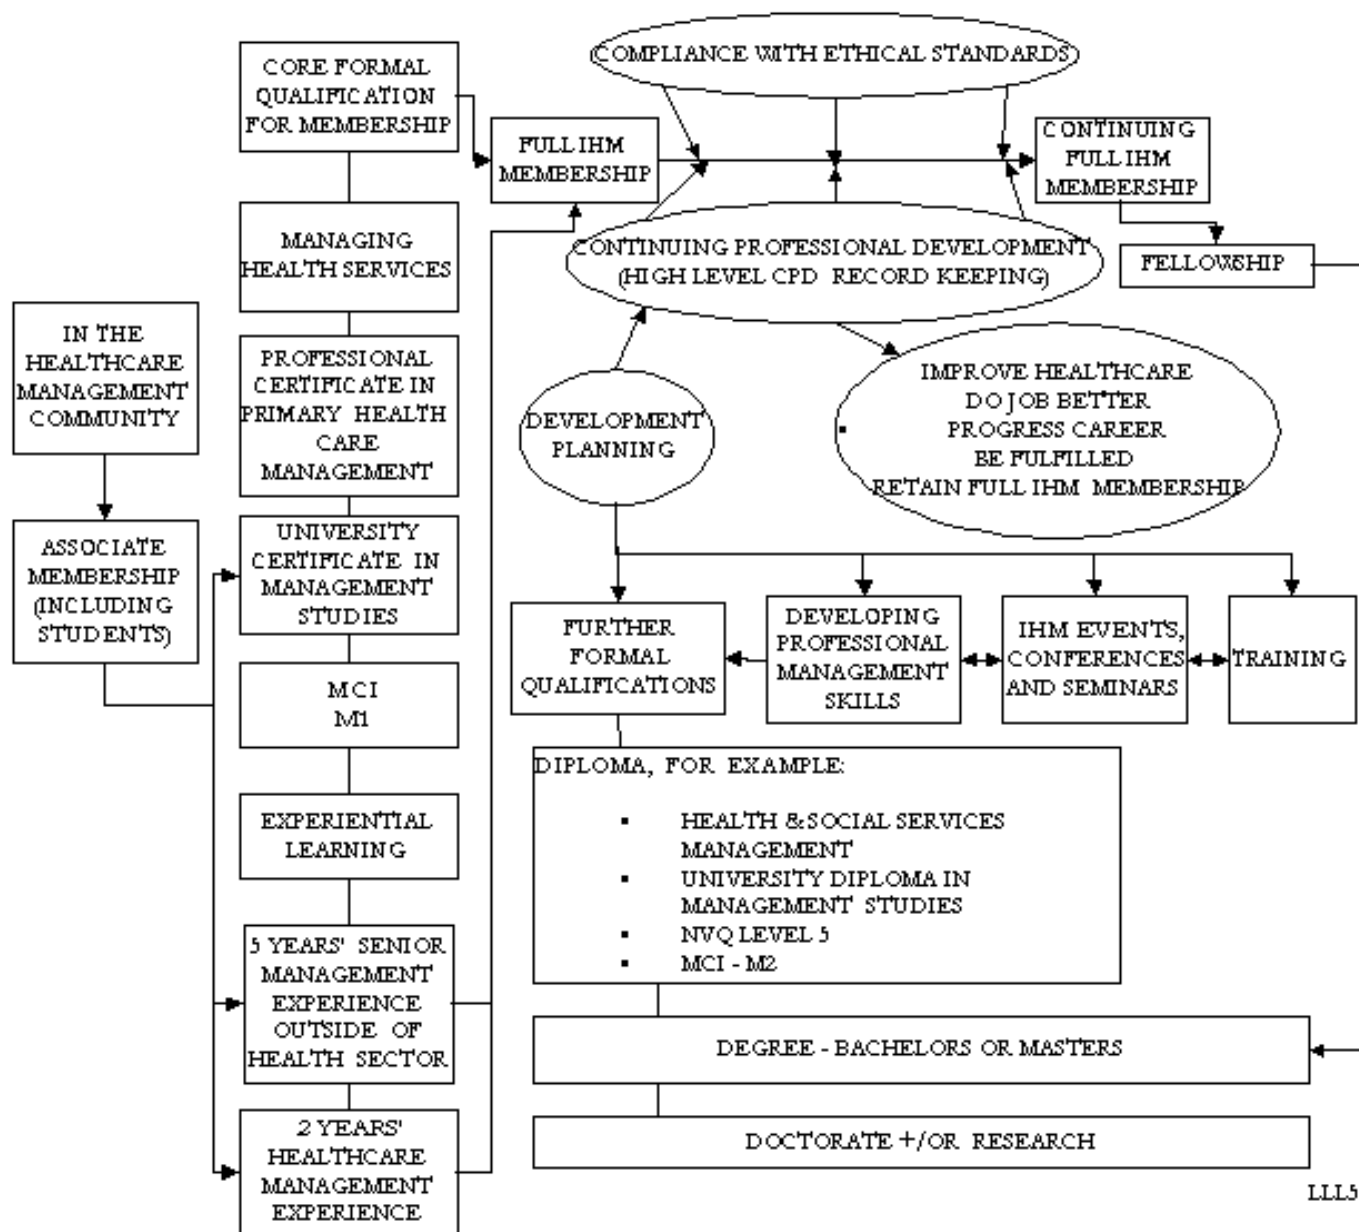 CORE FORMAL
QUALIFICATION
FOR MEMBERSHIP
MANAGING
HEALTH SERVICES
PROFESSIONAL
CERTIFICATE IN
PRIMARY HEALTH
CARE
MANAGEMENT
UNIVERSITY
CERTIFICATE IN
MANAGEMENT
STUDIES
MCI
M1
EXPERIENTIAL
LEARNING
5 YEARS' SENIOR
MANAGEMENT
EXPERIENCE
OUTSIDE OF
HEALTH SECTOR
2 YEARS'
HEALTHCARE
MANAGEMENT
EXPERIENCE
IN THE
HEALTHCARE
MANAGEMENT
COMMUNITY
ASSOCIATE
MEMBERSHIP
(INCLUDING
STUDENTS)
FULL IHM
MEMBERSHIP
COMPLIANCE WITH ETHICAL STANDARDS
CONTINUING
FULL IHM
MEMBERSHIP
CONTINUING PROFESSIONAL DEVELOPMENT
(HIGH LEVEL CPD RECORD KEEPING)
FELLOWSHIP
DEVELOPMENT
PLANNING
IMPROVE HEALTHCARE
DO JOB BETTER
▪ PROGRESS CAREER
BE FULFILLED
RETAIN FULL IHM MEMBERSHIP
FURTHER
FORMAL
QUALIFICATIONS
DEVELOPING
PROFESSIONAL
MANAGEMENT
SKILLS
IHM EVENTS,
CONFERENCES
AND SEMINARS
TRAINING
DIPLOMA, FOR EXAMPLE:
▪ HEALTH & SOCIAL SERVICES
MANAGEMENT
▪ UNIVERSITY DIPLOMA IN
MANAGEMENT STUDIES
▪ NVQ LEVEL 5
▪ MCI - M2
DEGREE - BACHELORS OR MASTERS
DOCTORATE +/OR RESEARCH
LLL5